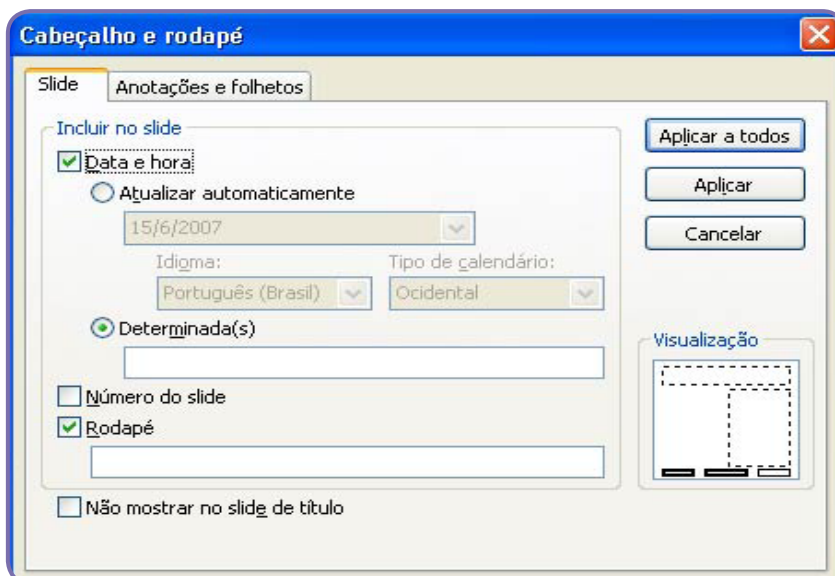 Cabeçalho e rodapé
Slide
Anotações e folhetos
Incluir no slide
Data e hora
Atualizar automaticamente
15/6/2007
Idioma:
Tipo de calendário:
Português (Brasil)
Ocidental
Determinada(s)
Número do slide
Rodapé
Não mostrar no slide de título
Aplicar a todos
Aplicar
Cancelar
Visualização